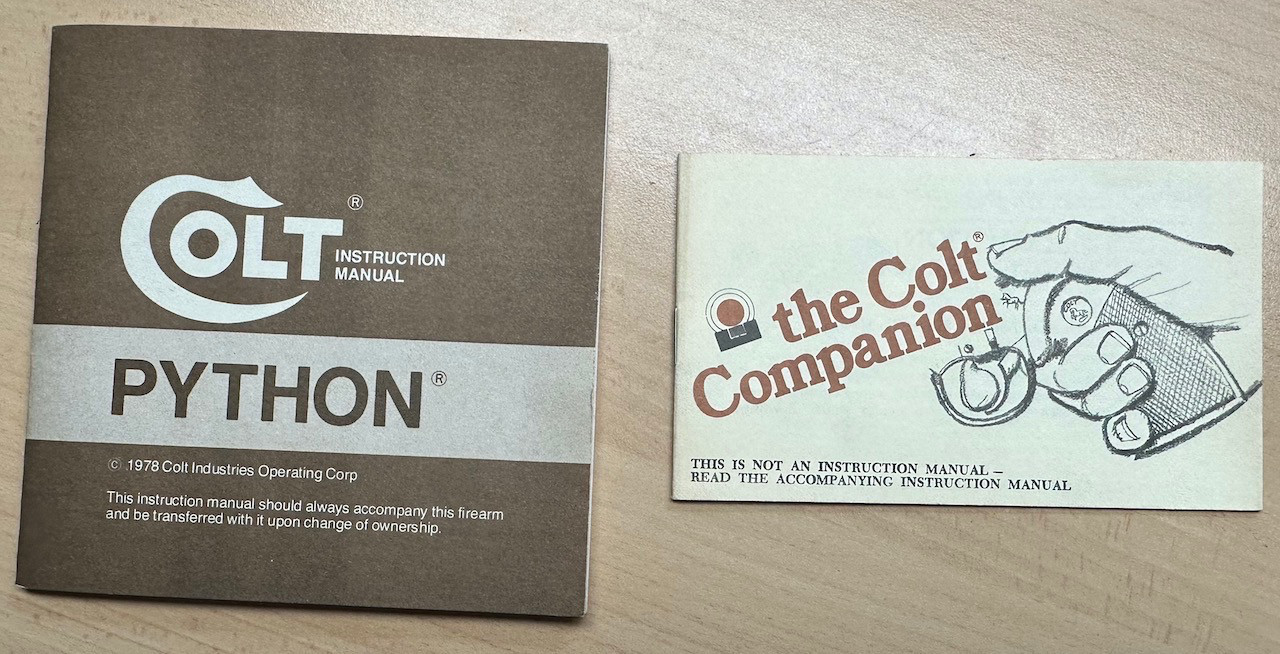 COLT®
INSTRUCTION
MANUAL
PYTHON®
© 1978 Colt Industries Operating Corp
This instruction manual should always accompany this firearm
and be transferred with it upon change of ownership.
the Colt®
Companion
THIS IS NOT AN INSTRUCTION MANUAL –
READ THE ACCOMPANYING INSTRUCTION MANUAL